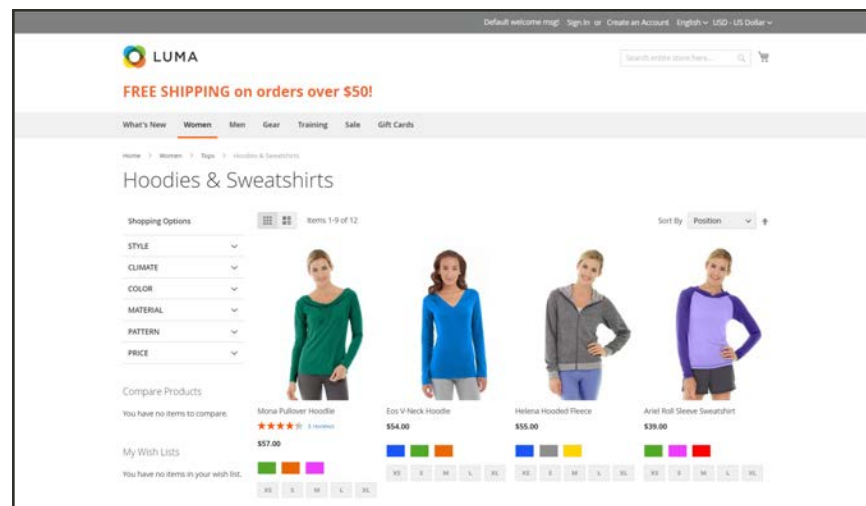 Default welcome msg! Sign In or Create an Account English USD - US Dollar
LUMA
Search entire store here...
FREE SHIPPING on orders over $50!
What's New Women Men Gear Training Sale Gift Cards
Home > Women > Tops > Hoodies & Sweatshirts
Hoodies & Sweatshirts
Shopping Options
Items 1-9 of 12
Sort By Position
STYLE
CLIMATE
COLOR
MATERIAL
PATTERN
PRICE
Compare Products
You have no items to compare.
My Wish Lists
You have no items in your wish list.
Mona Pullover Hoodlie
3 reviews
$57.00
XS S M L XL
Eos V-Neck Hoodie
$54.00
XS S M L XL
Helena Hooded Fleece
$55.00
XS S M L XL
Ariel Roll Sleeve Sweatshirt
$39.00
XS S M L XL